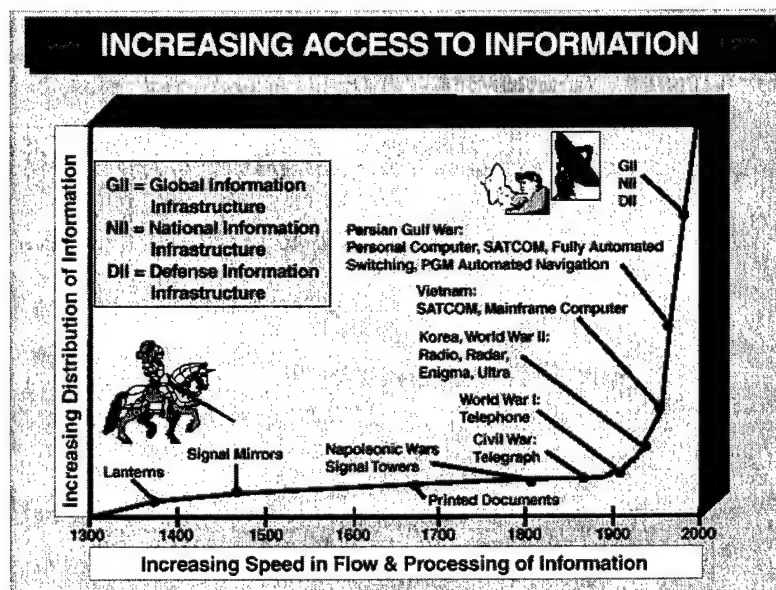 INCREASING ACCESS TO INFORMATION
Increasing Distribution of Information
GII = Global Information
Infrastructure
NII = National Information
Infrastructure
DII = Defense Information
Infrastructure
GII
NII
DII
Persian Gulf War:
Personal Computer, SATCOM, Fully Automated
Switching, PGM Automated Navigation
Vietnam:
SATCOM, Mainframe Computer
Korea, World War II:
Radio, Radar,
Enigma, Ultra
World War I:
Telephone
Civil War:
Telegraph
Napoleonic Wars
Signal Towers
Signal Mirrors
Lanterns
Printed Documents
1300 1400 1500 1600 1700 1800 1900 2000
Increasing Speed in Flow & Processing of Information